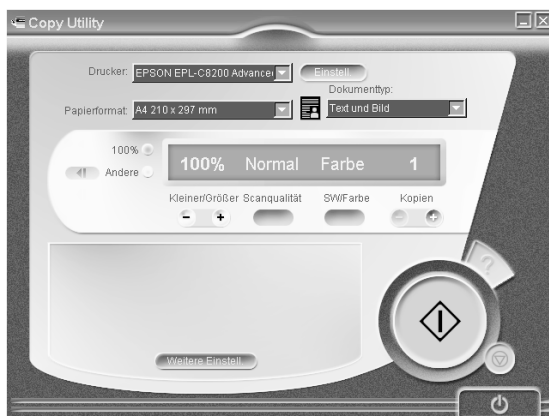 Copy Utility
Drucker: EPSON EPL-C8200 Advanced Einstell.
Dokumenttyp:
Papierformat: A4 210 x 297 mm Text und Bild
100%
Andere
100% Normal Farbe 1
Kleiner/Größer Scanqualität SW/Farbe Kopien
Weitere Einstell.